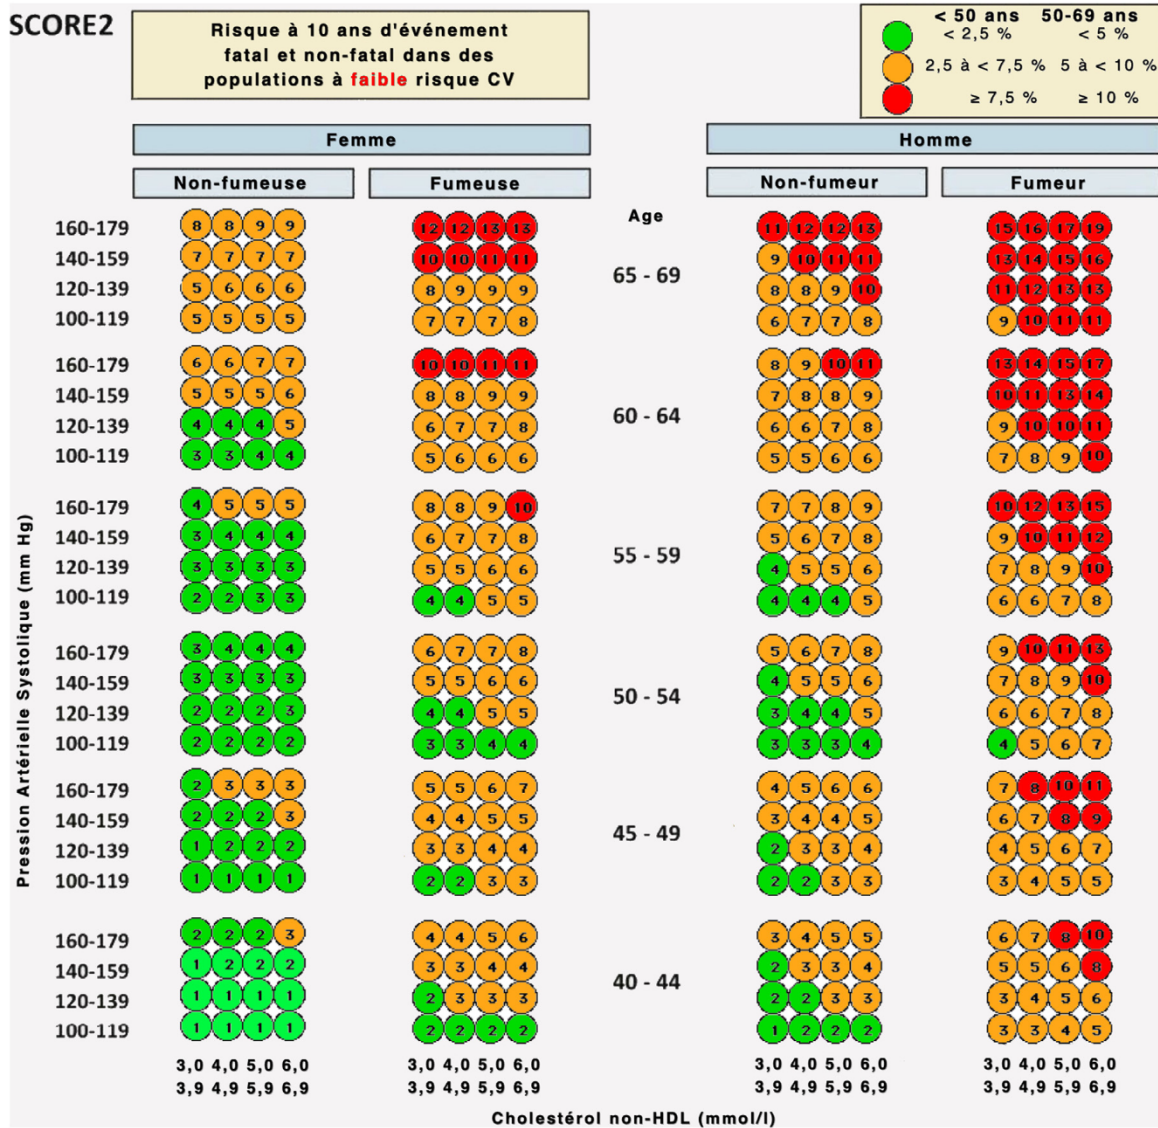 SCORE2
Risque à 10 ans d'événement
fatal et non-fatal dans des
populations à faible risque CV
< 50 ans 50-69 ans
< 2,5 % < 5 %
2,5 à < 7,5 % 5 à < 10 %
≥ 7,5 % ≥ 10 %
Femme Homme
Non-fumeuse Fumeuse Non-fumeur Fumeur
Age
160-179 8 8 9 9 12 12 13 13 11 12 12 13 15 16 17 19
140-159 7 7 7 7 10 10 11 11 9 10 11 11 13 14 15 16
65 - 69
120-139 5 6 6 6 8 9 9 9 8 8 9 10 11 12 13 13
100-119 5 5 5 5 7 7 7 8 6 7 7 8 9 10 11 11
160-179 6 6 7 7 10 10 11 11 8 9 10 11 13 14 15 17
140-159 5 5 5 6 8 8 9 9 7 8 8 9 10 11 13 14
60 - 64
120-139 4 4 4 5 6 7 7 8 6 6 7 8 9 10 10 11
100-119 3 3 4 4 5 6 6 6 5 5 6 6 7 8 9 10
160-179 4 5 5 5 8 8 9 10 7 7 8 9 10 12 13 15
140-159 3 4 4 4 6 7 7 8 5 6 7 8 9 10 11 12
55 - 59
120-139 3 3 3 3 5 5 6 6 4 5 5 6 7 8 9 10
100-119 2 2 3 3 4 4 5 5 4 4 4 5 6 6 7 8
160-179 3 4 4 4 6 7 7 8 5 6 7 8 9 10 11 13
140-159 3 3 3 3 5 5 6 6 4 5 5 6 7 8 9 10
50 - 54
120-139 2 2 2 3 4 4 5 5 3 4 4 5 6 6 7 8
100-119 2 2 2 2 3 3 4 4 3 3 3 4 4 5 6 7
160-179 2 3 3 3 5 5 6 7 4 5 6 6 7 8 10 11
140-159 2 2 2 3 4 4 5 5 3 4 4 5 6 7 8 9
45 - 49
120-139 1 2 2 2 3 3 4 4 2 3 3 4 4 5 6 7
100-119 1 1 1 1 2 2 3 3 2 2 3 3 3 4 5 5
160-179 2 2 2 3 4 4 5 6 3 4 5 5 6 7 8 10
140-159 1 2 2 2 3 3 4 4 2 3 3 4 5 5 6 8
40 - 44
120-139 1 1 1 1 2 3 3 3 2 2 3 3 3 4 5 6
100-119 1 1 1 1 2 2 2 2 1 2 2 2 3 3 4 5
Pression Artérielle Systolique (mm Hg)
3,0 4,0 5,0 6,0 3,0 4,0 5,0 6,0 3,0 4,0 5,0 6,0 3,0 4,0 5,0 6,0
3,9 4,9 5,9 6,9 3,9 4,9 5,9 6,9 3,9 4,9 5,9 6,9 3,9 4,9 5,9 6,9
Cholestérol non-HDL (mmol/l)